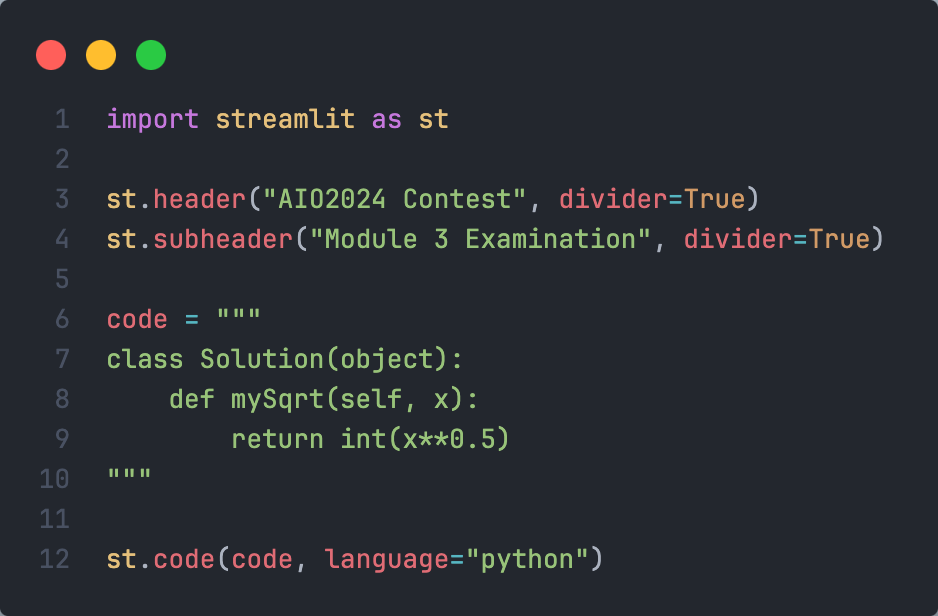 1 import streamlit as st
2
3 st.header("AIO2024 Contest", divider=True)
4 st.subheader("Module 3 Examination", divider=True)
5
6 code = """
7 class Solution(object):
8     def mySqrt(self, x):
9         return int(x**0.5)
10 """
11
12 st.code(code, language="python")